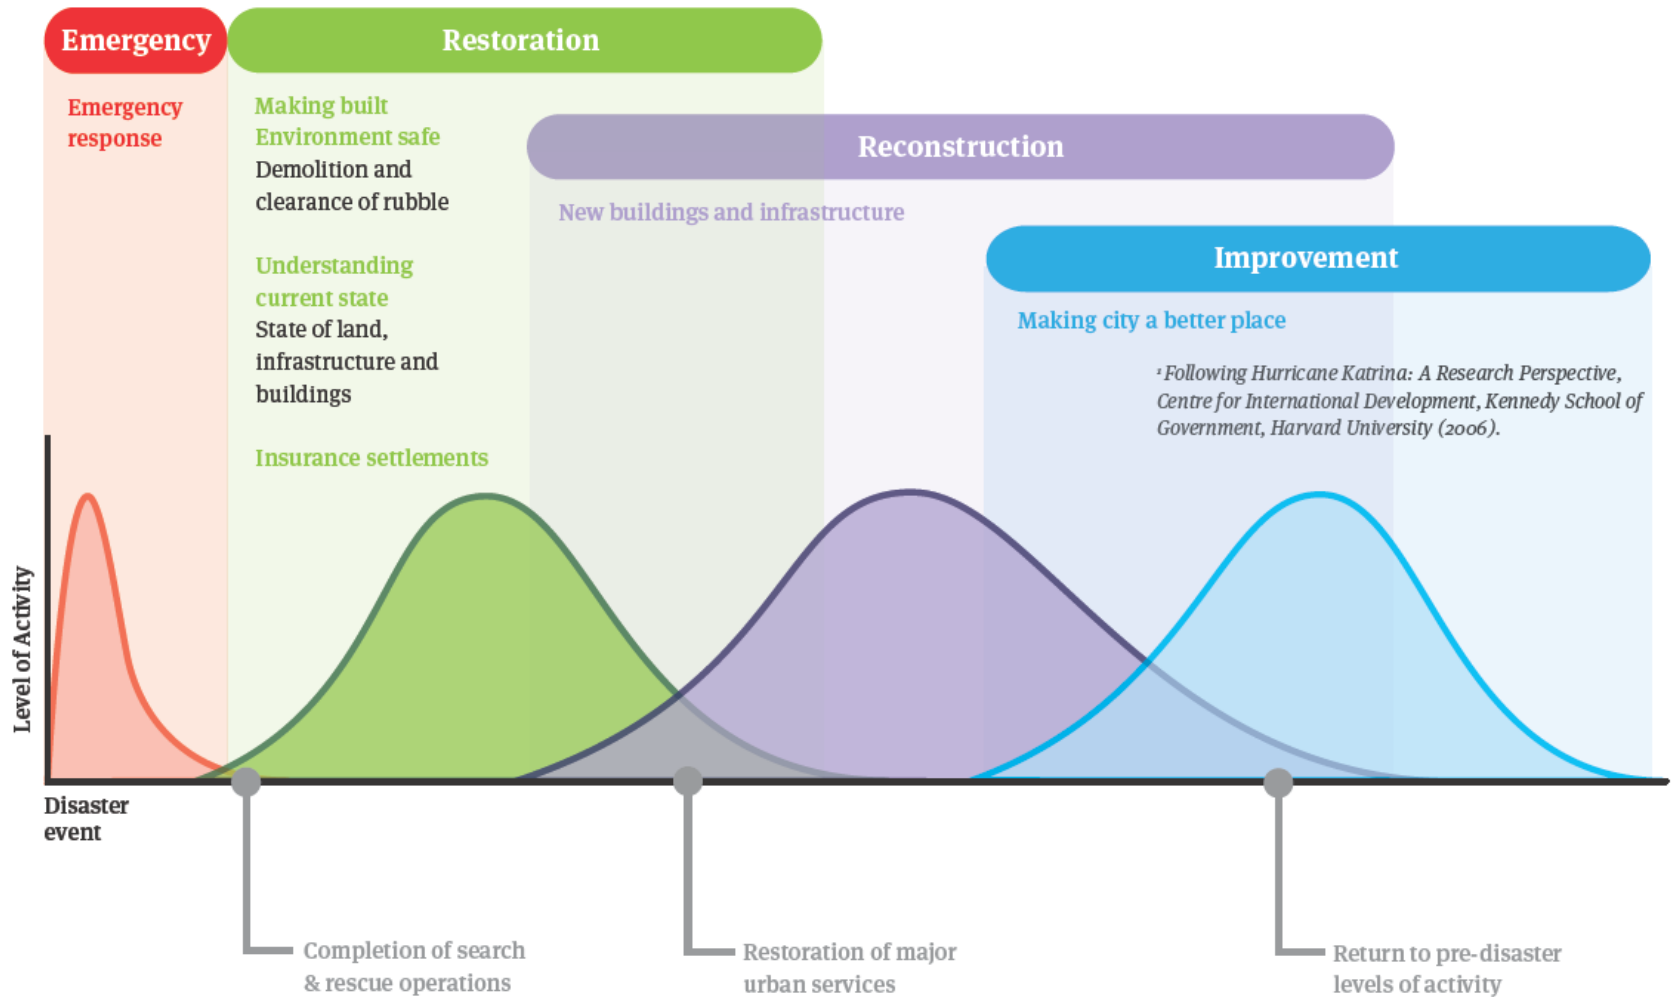 Emergency
Restoration
Emergency
response
Making built
Environment safe
Demolition and
clearance of rubble
Understanding
current state
State of land,
infrastructure and
buildings
Insurance settlements
Reconstruction
New buildings and infrastructure
Improvement
Making city a better place
¹ Following Hurricane Katrina: A Research Perspective,
Centre for International Development, Kennedy School of
Government, Harvard University (2006).
Level of Activity
Disaster
event
Completion of search
& rescue operations
Restoration of major
urban services
Return to pre-disaster
levels of activity